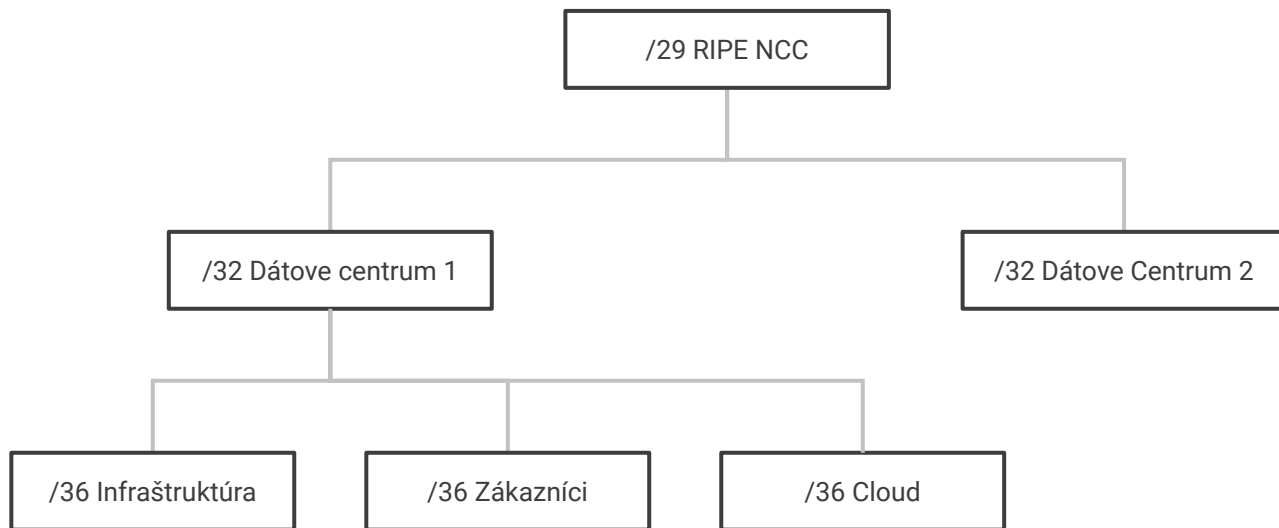 /29 RIPE NCC
/32 Dátove centrum 1
/32 Dátove Centrum 2
/36 Infraštruktúra
/36 Zákazníci
/36 Cloud